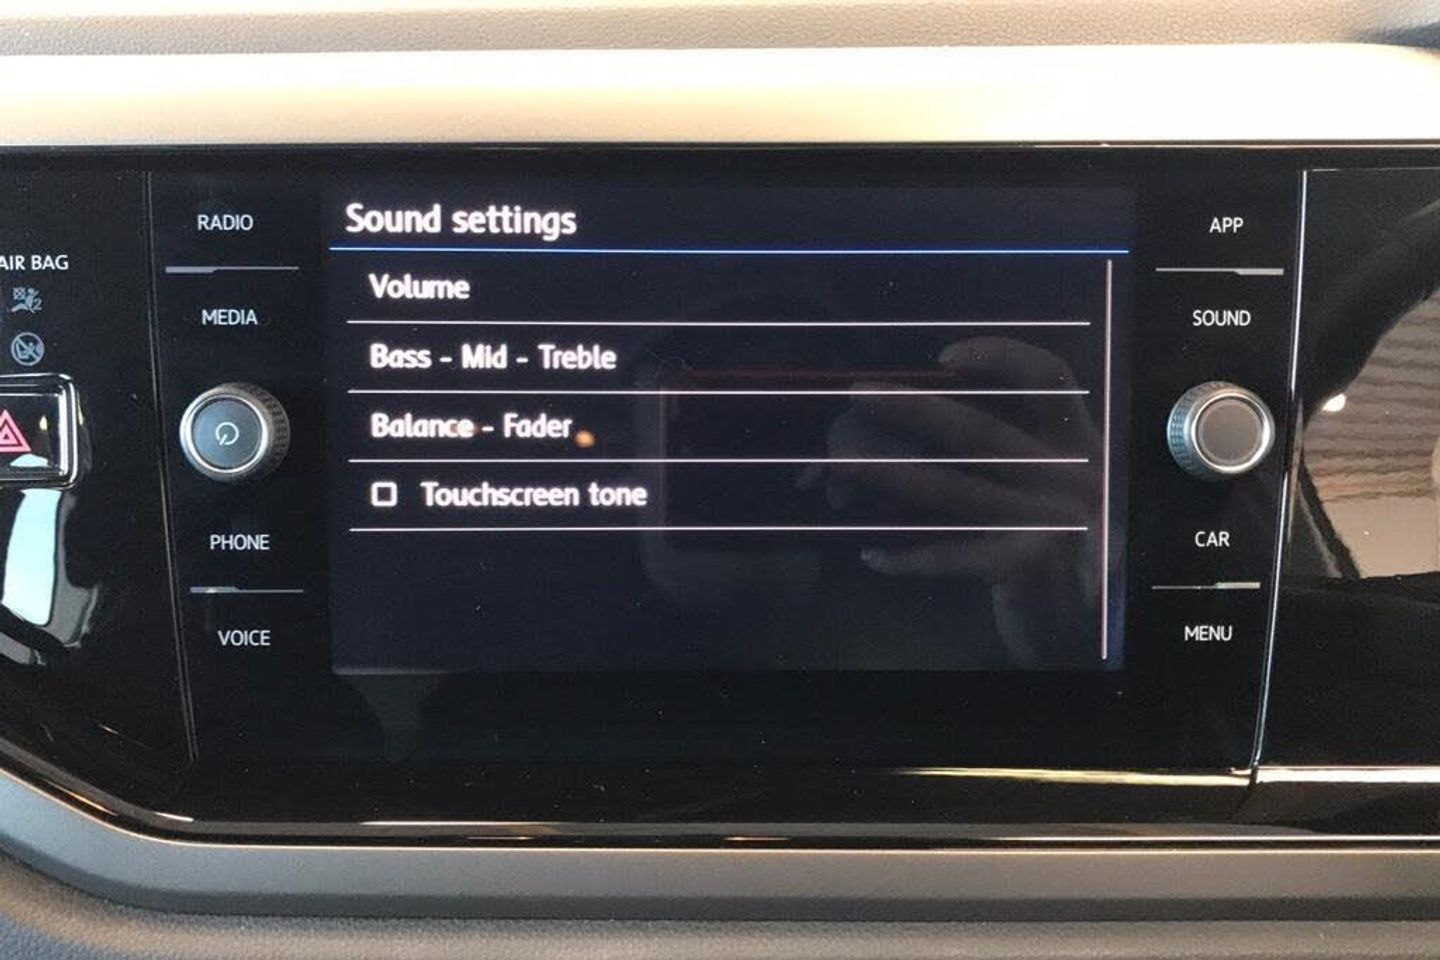 AIR BAG
RADIO
MEDIA
PHONE
VOICE
Sound settings
Volume
Bass - Mid - Treble
Balance - Fader
Touchscreen tone
APP
SOUND
CAR
MENU